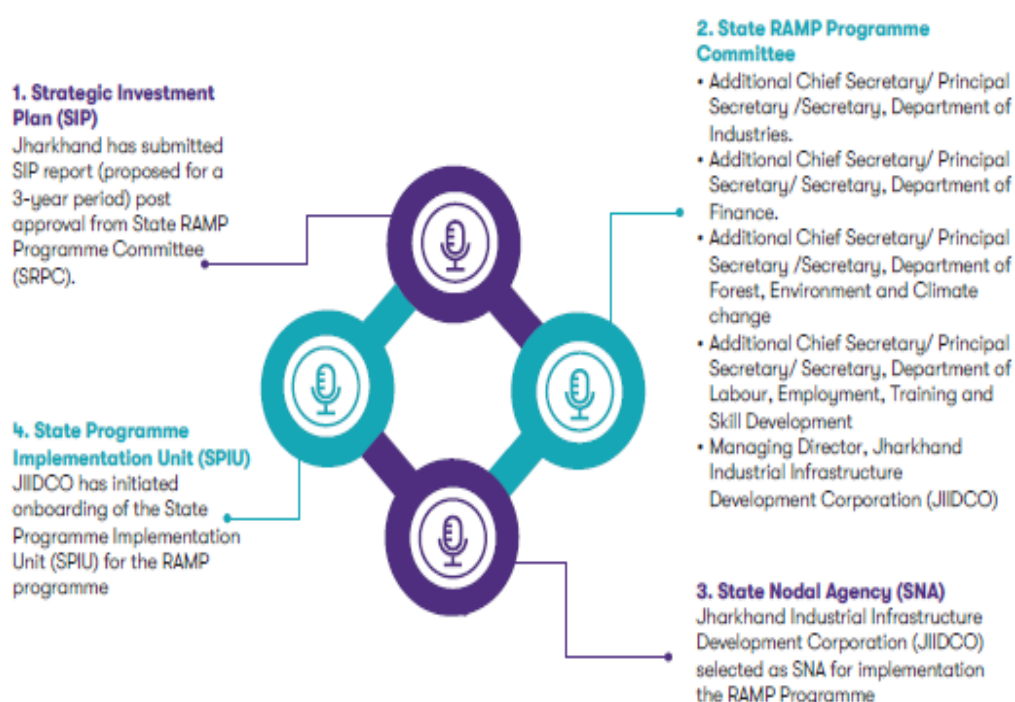 1. Strategic Investment
Plan (SIP)
Jharkhand has submitted
SIP report (proposed for a
3-year period) post
approval from State RAMP
Programme Committee
(SRPC).
2. State RAMP Programme
Committee
• Additional Chief Secretary/ Principal
Secretary /Secretary, Department of
Industries.
• Additional Chief Secretary/ Principal
Secretary/ Secretary, Department of
Finance.
• Additional Chief Secretary/ Principal
Secretary /Secretary, Department of
Forest, Environment and Climate
change
• Additional Chief Secretary/ Principal
Secretary/ Secretary, Department of
Labour, Employment, Training and
Skill Development
• Managing Director, Jharkhand
Industrial Infrastructure
Development Corporation (JIIDCO)
3. State Nodal Agency (SNA)
Jharkhand Industrial Infrastructure
Development Corporation (JIIDCO)
selected as SNA for implementation
the RAMP Programme
4. State Programme
Implementation Unit (SPIU)
JIIDCO has initiated
onboarding of the State
Programme Implementation
Unit (SPIU) for the RAMP
programme